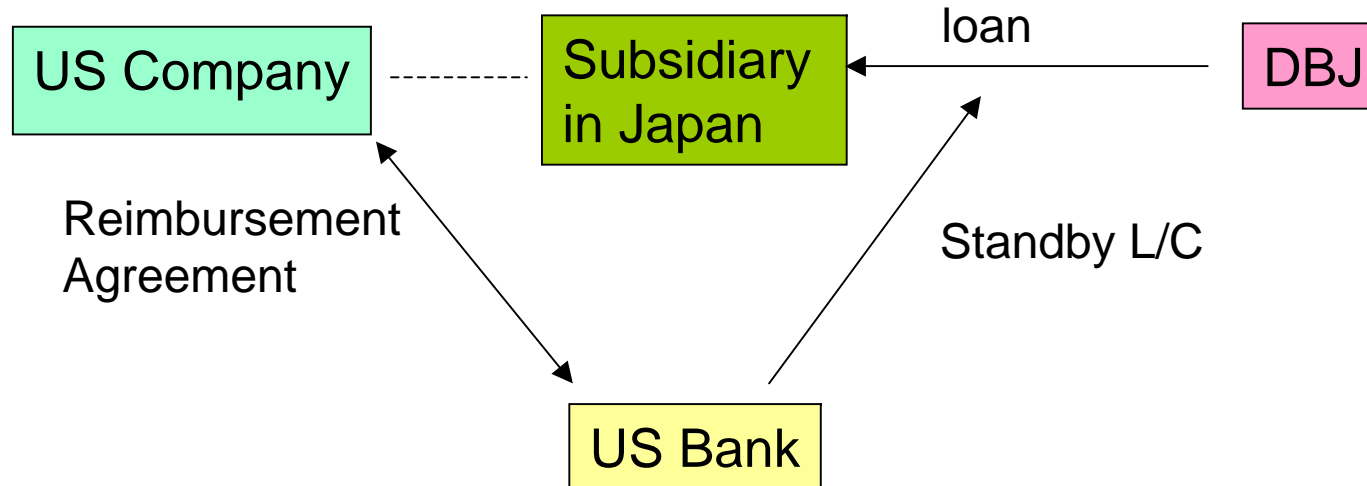 US Company
Subsidiary
in Japan
loan
DBJ
Reimbursement
Agreement
Standby L/C
US Bank